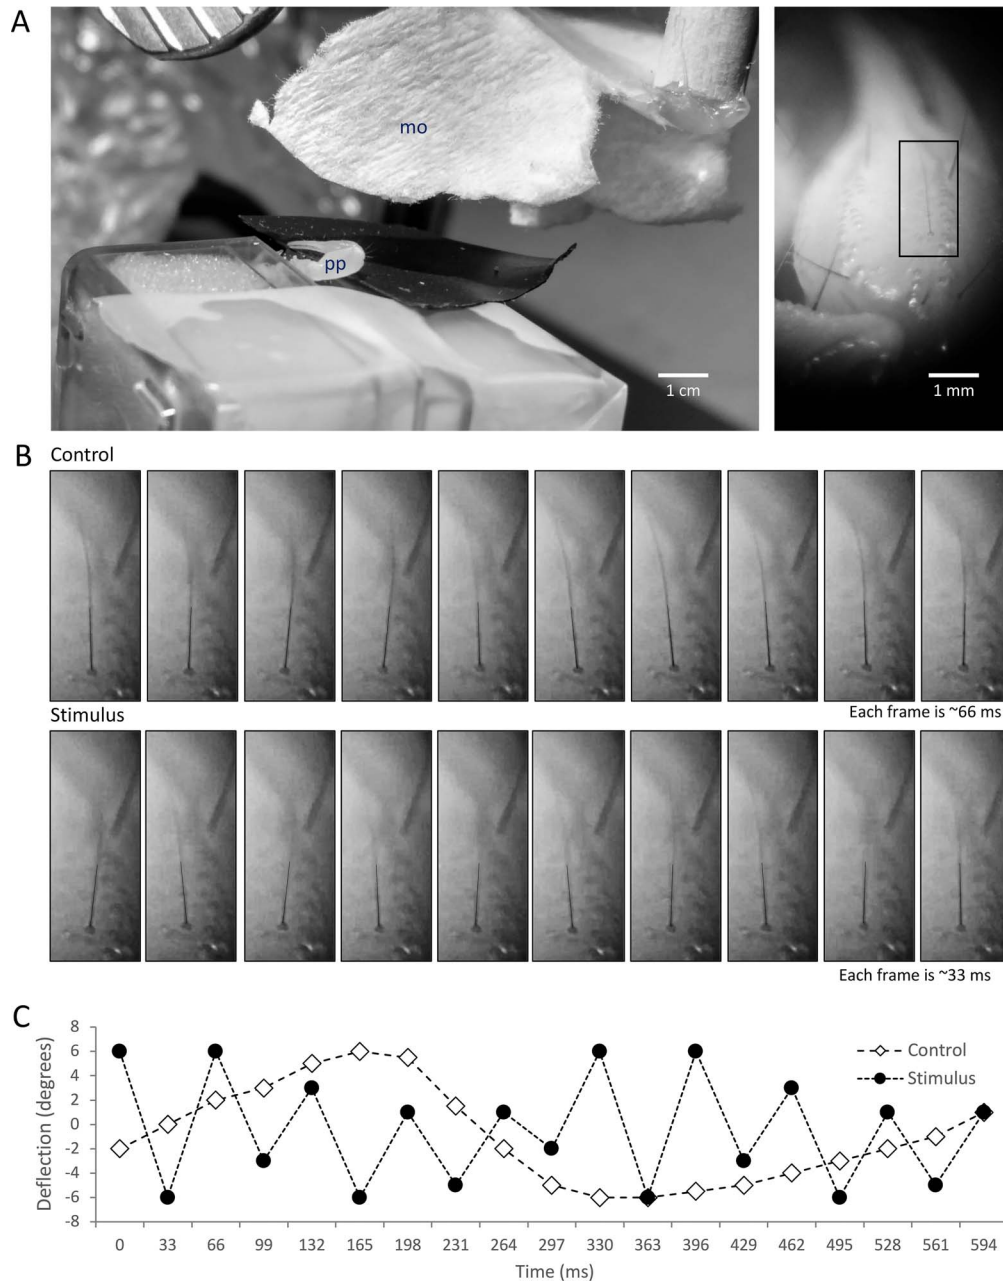 A
mo
pp
1 cm
1 mm
B
Control
Each frame is ~66 ms
Stimulus
Each frame is ~33 ms
C
Deflection (degrees)
8
6
4
2
0
-2
-4
-6
-8
Control
Stimulus
0 33 66 99 132 165 198 231 264 297 330 363 396 429 462 495 528 561 594
Time (ms)